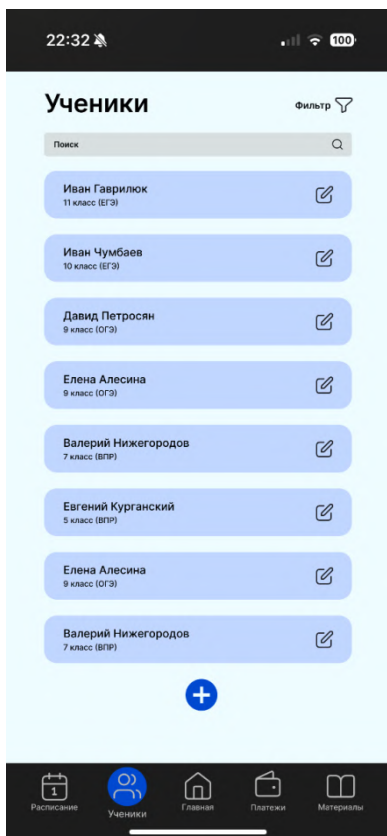 22:32
100
Ученики
Фильтр
Поиск
Иван Гаврилюк
11 класс (ЕГЭ)
Иван Чумбаев
10 класс (ЕГЭ)
Давид Петросян
9 класс (ОГЭ)
Елена Алесина
9 класс (ОГЭ)
Валерий Нижегородов
7 класс (ВПР)
Евгений Курганский
5 класс (ВПР)
Елена Алесина
9 класс (ОГЭ)
Валерий Нижегородов
7 класс (ВПР)
1
Расписание
Ученики
Главная
Платежи
Материалы